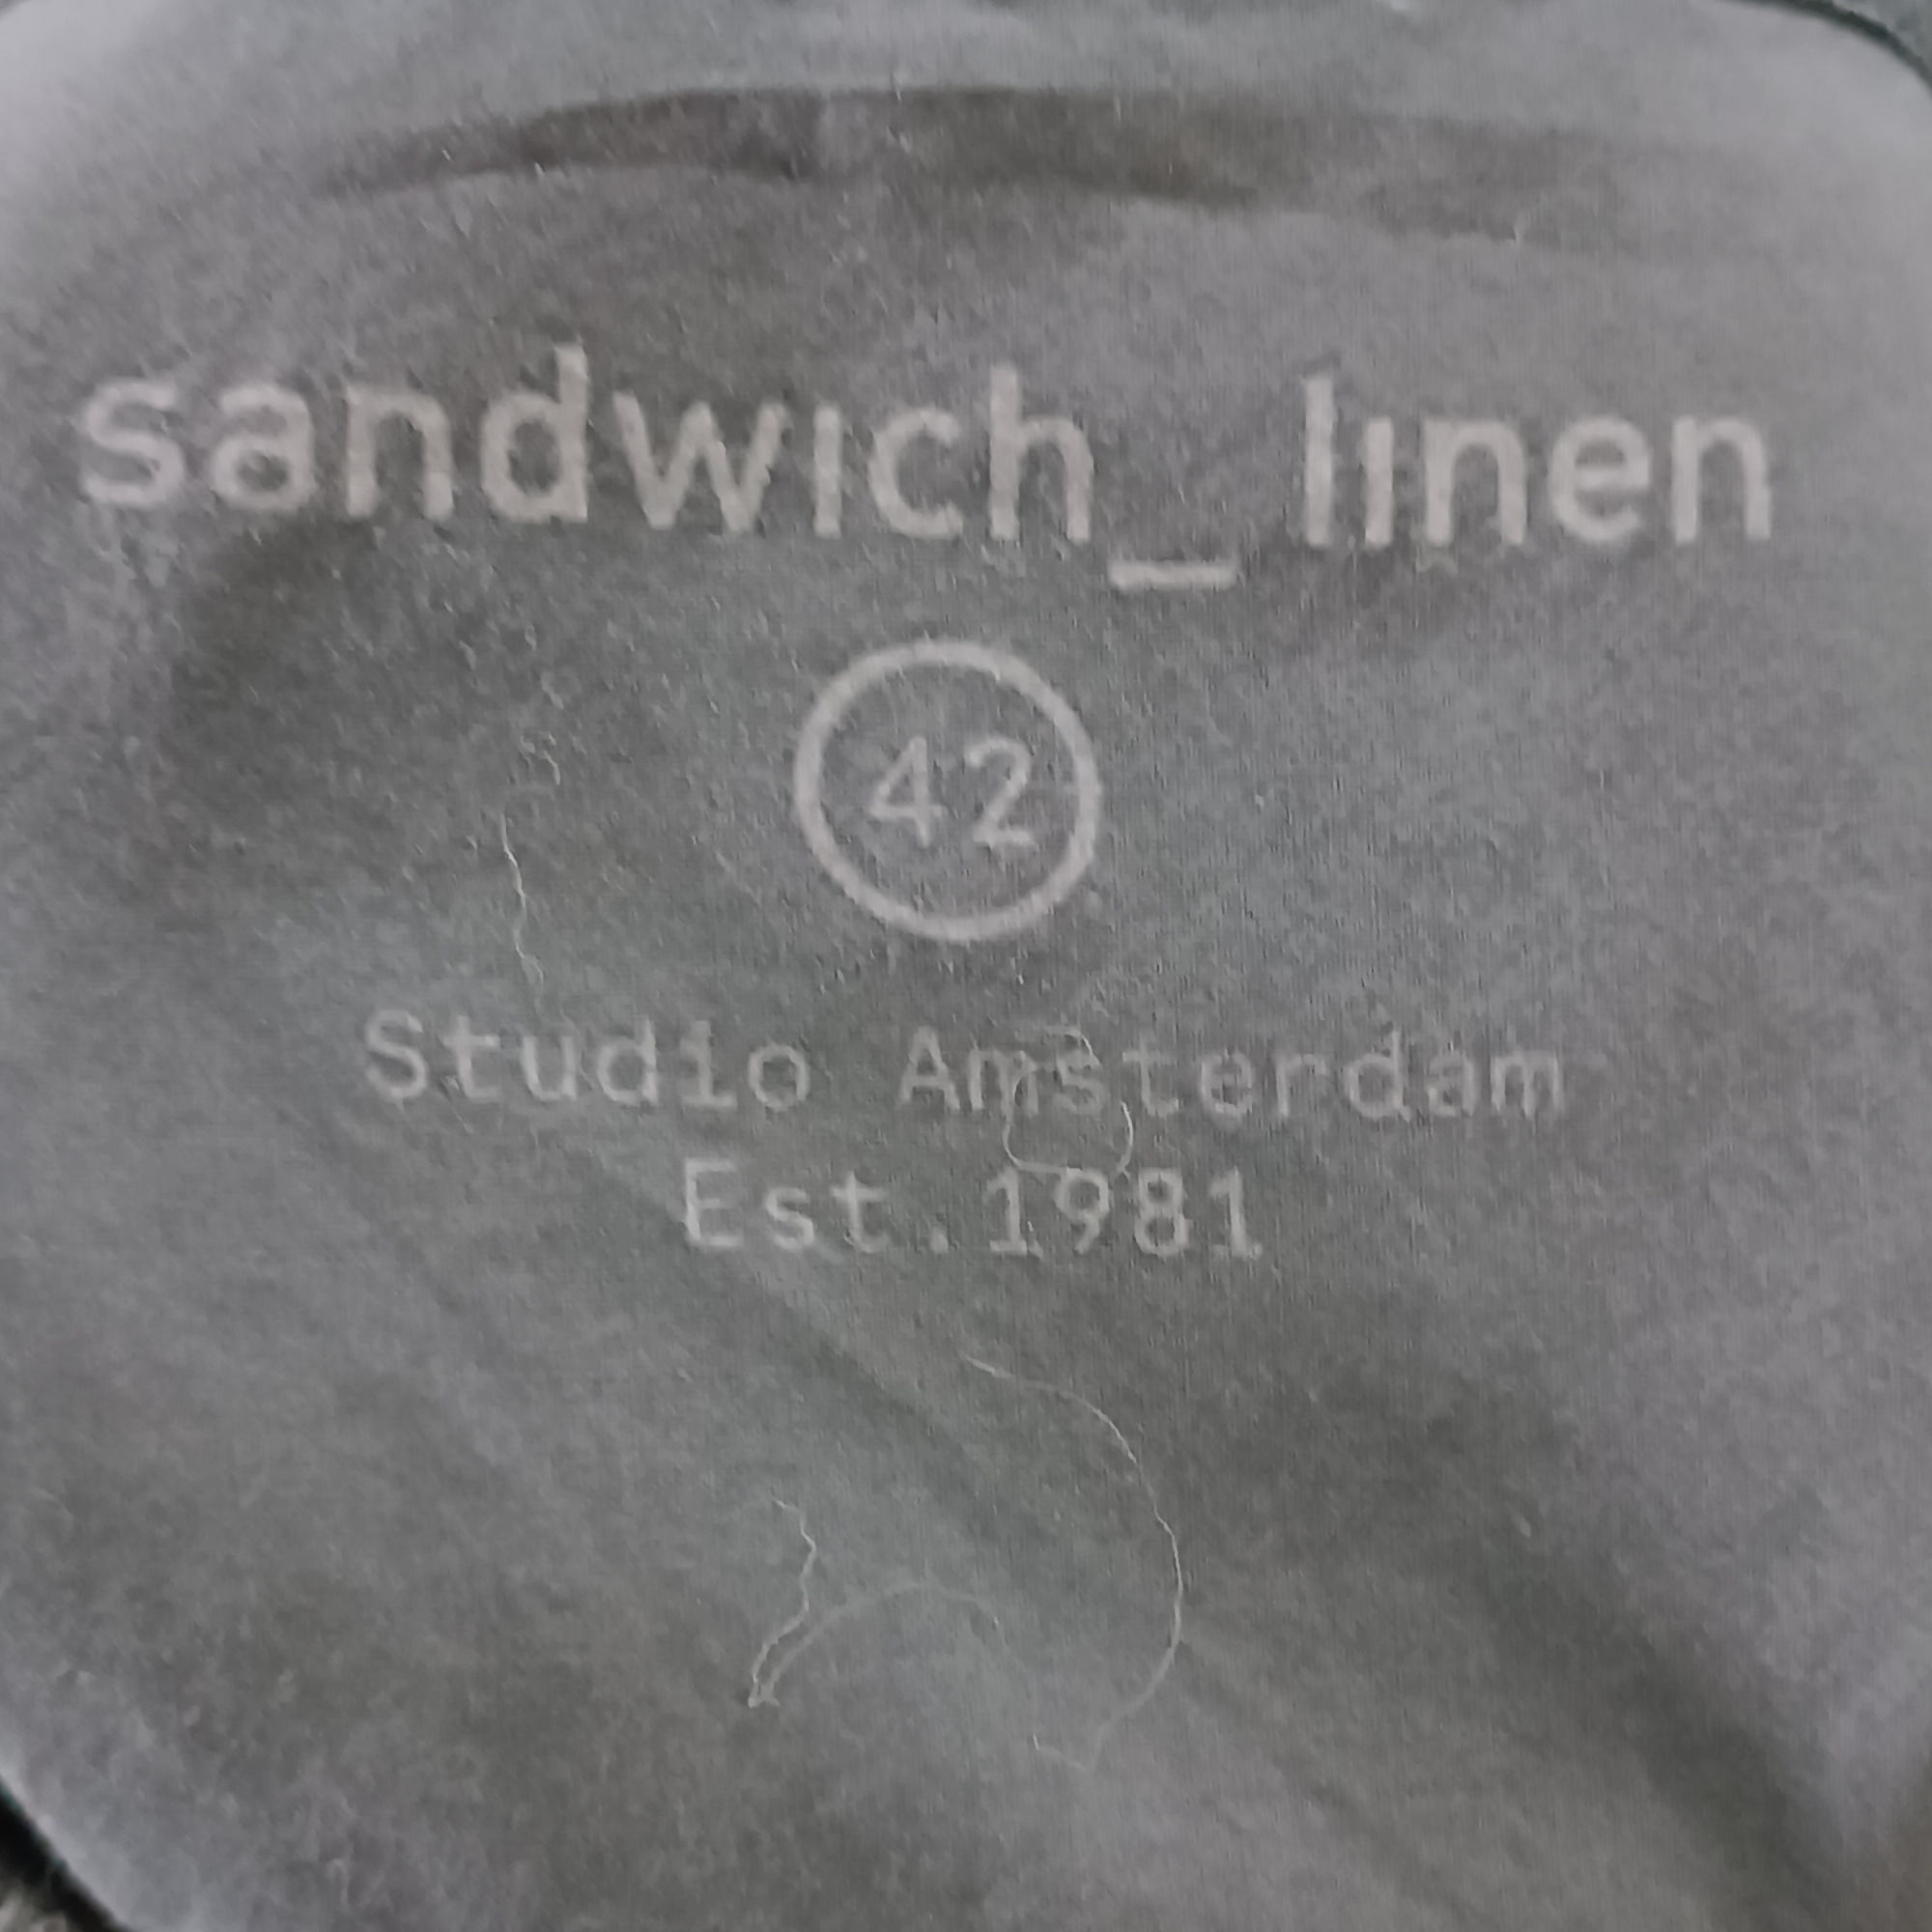 sandwich_ linen
42
Studio Amsterdam
Est.1981